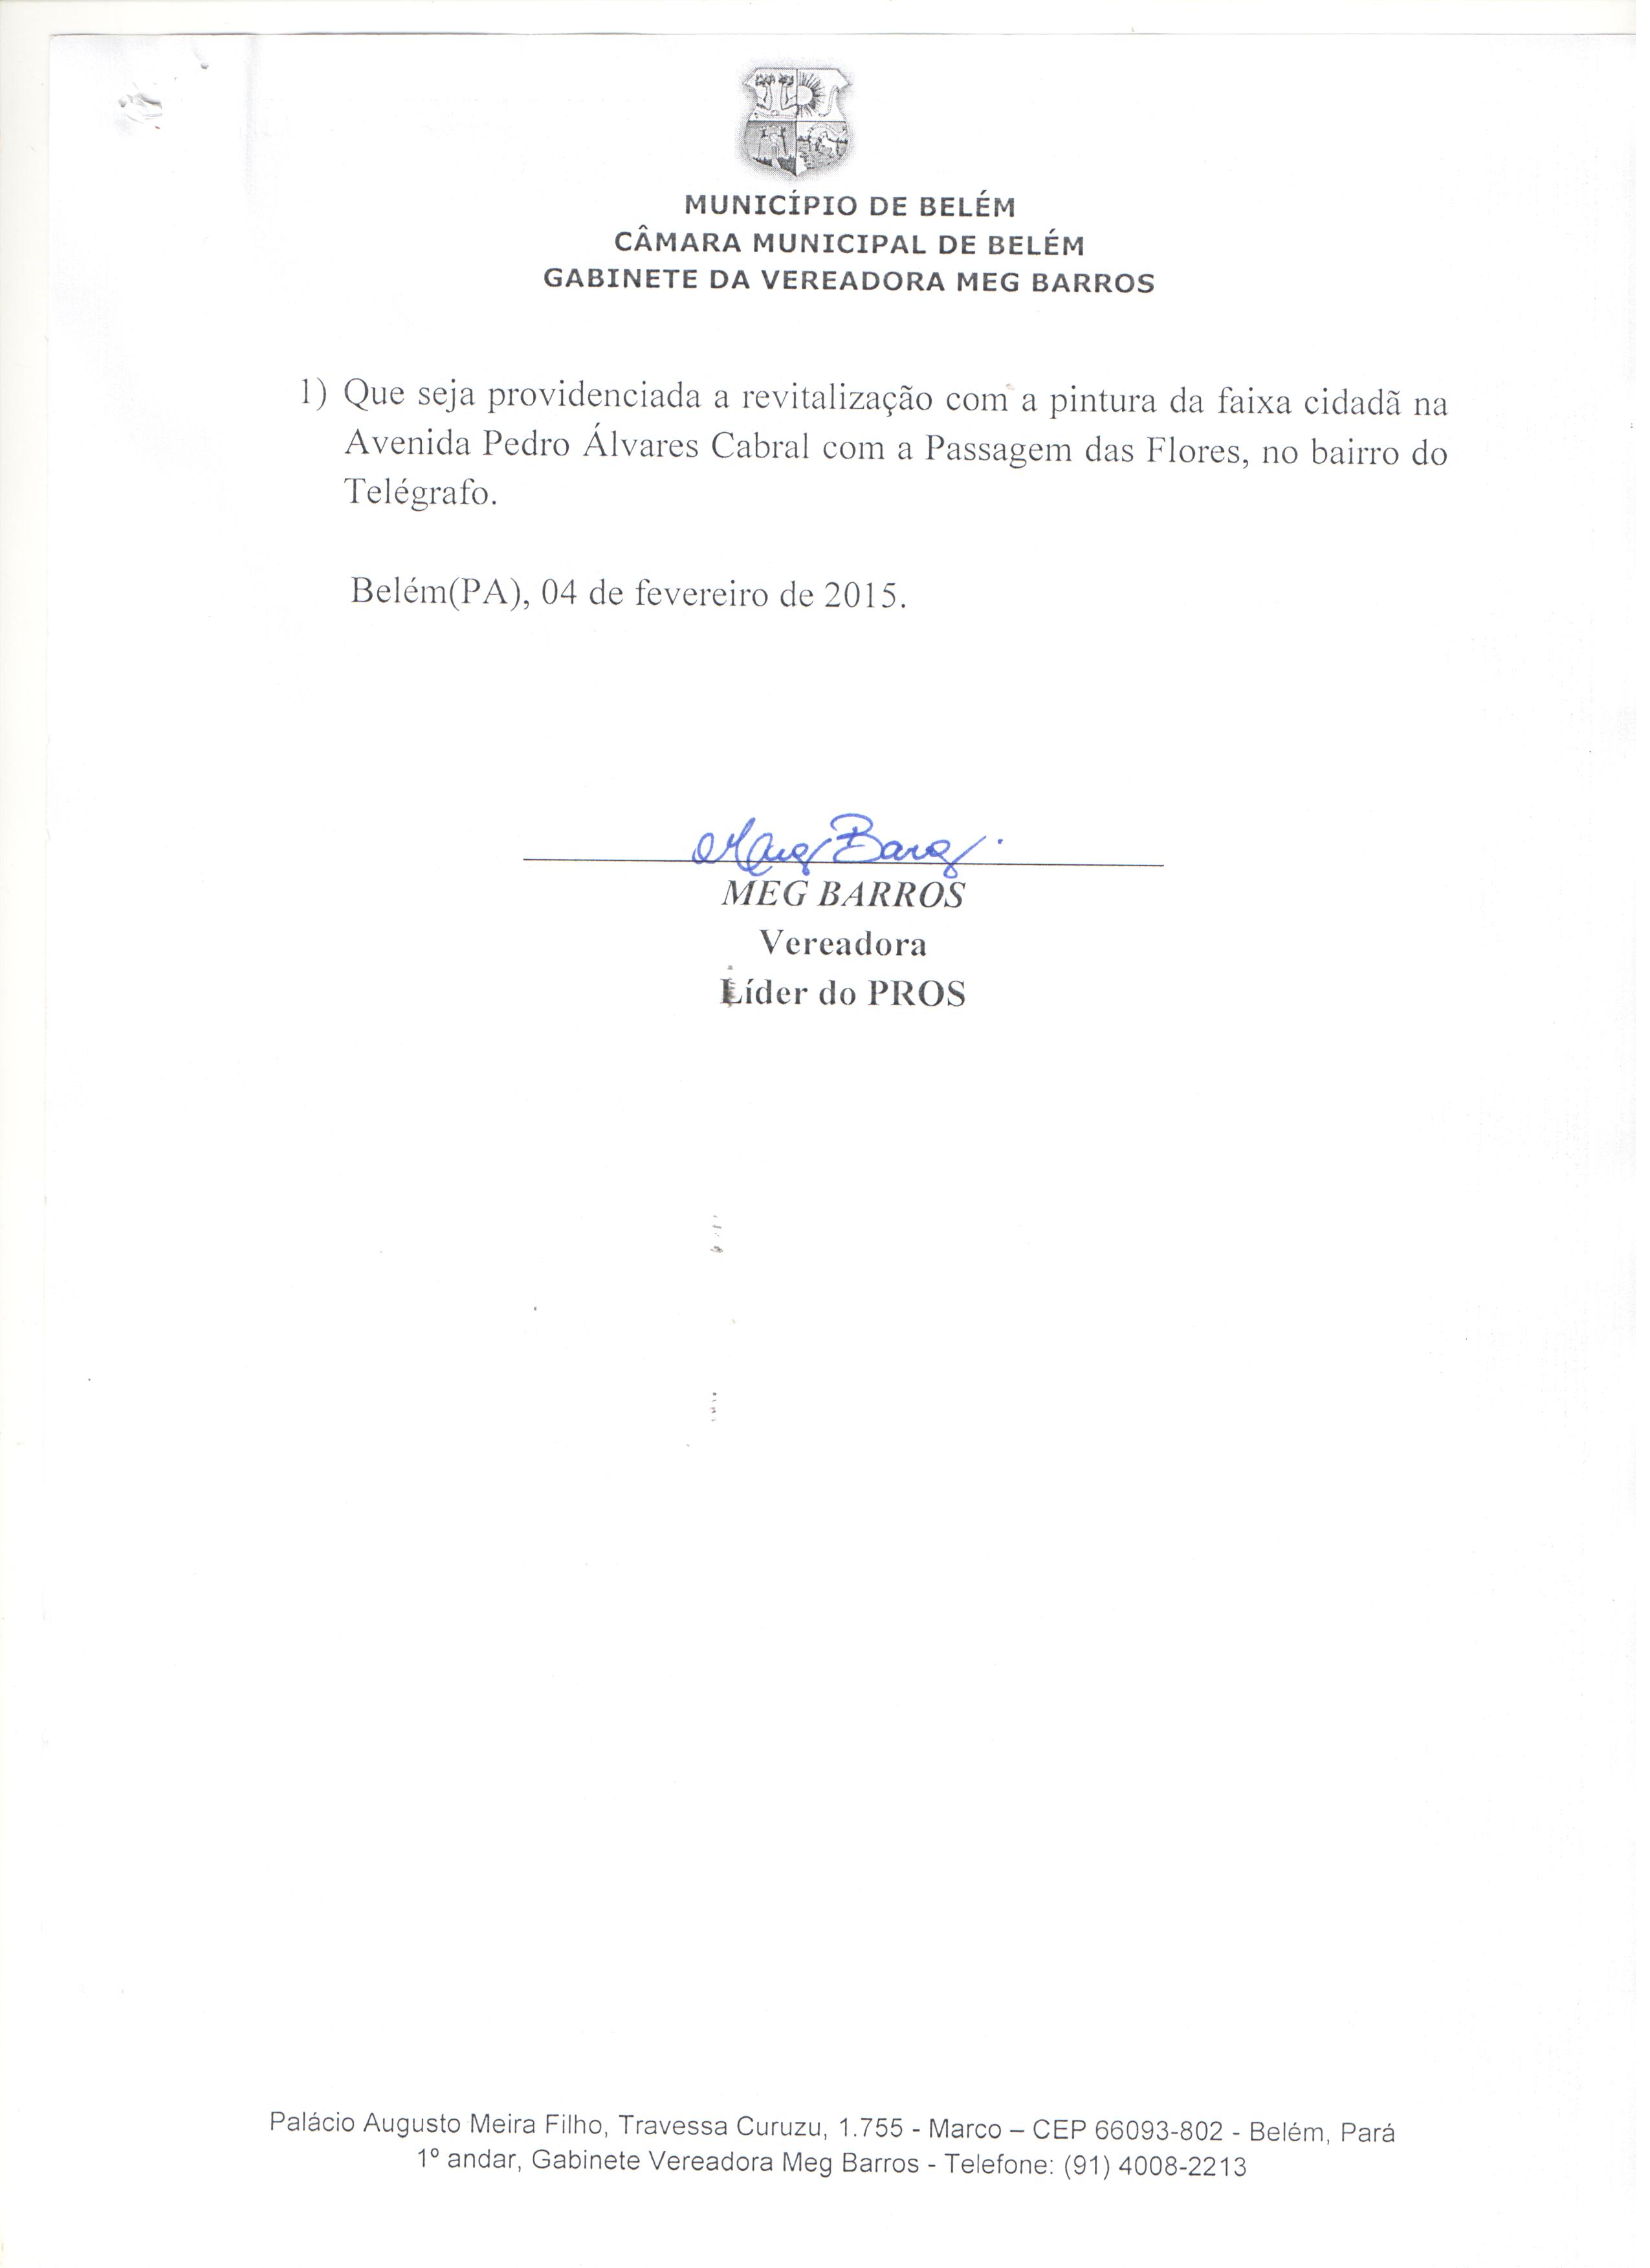 MUNICÍPIO DE BELÉM
CÂMARA MUNICIPAL DE BELÉM
GABINETE DA VEREADORA MEG BARROS
1) Que seja providenciada a revitalização com a pintura da faixa cidadã na
Avenida Pedro Álvares Cabral com a Passagem das Flores, no bairro do
Telégrafo.
Belém(PA), 04 de fevereiro de 2015.
Meg Barros
MEG BARROS
Vereadora
Líder do PROS
Palácio Augusto Meira Filho, Travessa Curuzu, 1.755 - Marco – CEP 66093-802 - Belém, Pará
1º andar, Gabinete Vereadora Meg Barros - Telefone: (91) 4008-2213